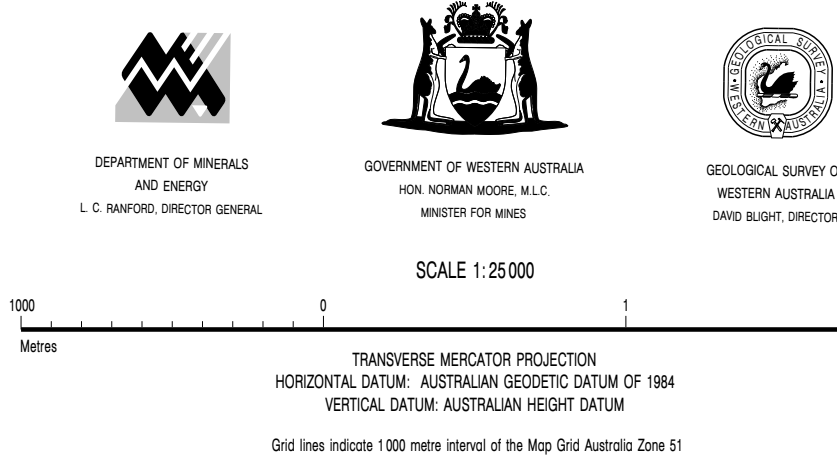 GEOLOGICAL SURVEY
WESTERN AUSTRALIA
DEPARTMENT OF MINERALS
AND ENERGY
L. C. RANFORD, DIRECTOR GENERAL
GOVERNMENT OF WESTERN AUSTRALIA
HON. NORMAN MOORE, M.L.C.
MINISTER FOR MINES
GEOLOGICAL SURVEY O
WESTERN AUSTRALIA
DAVID BLIGHT, DIRECTOR
SCALE 1:25 000
1000 0 1
Metres
TRANSVERSE MERCATOR PROJECTION
HORIZONTAL DATUM: AUSTRALIAN GEODETIC DATUM OF 1984
VERTICAL DATUM: AUSTRALIAN HEIGHT DATUM
Grid lines indicate 1000 metre interval of the Map Grid Australia Zone 51